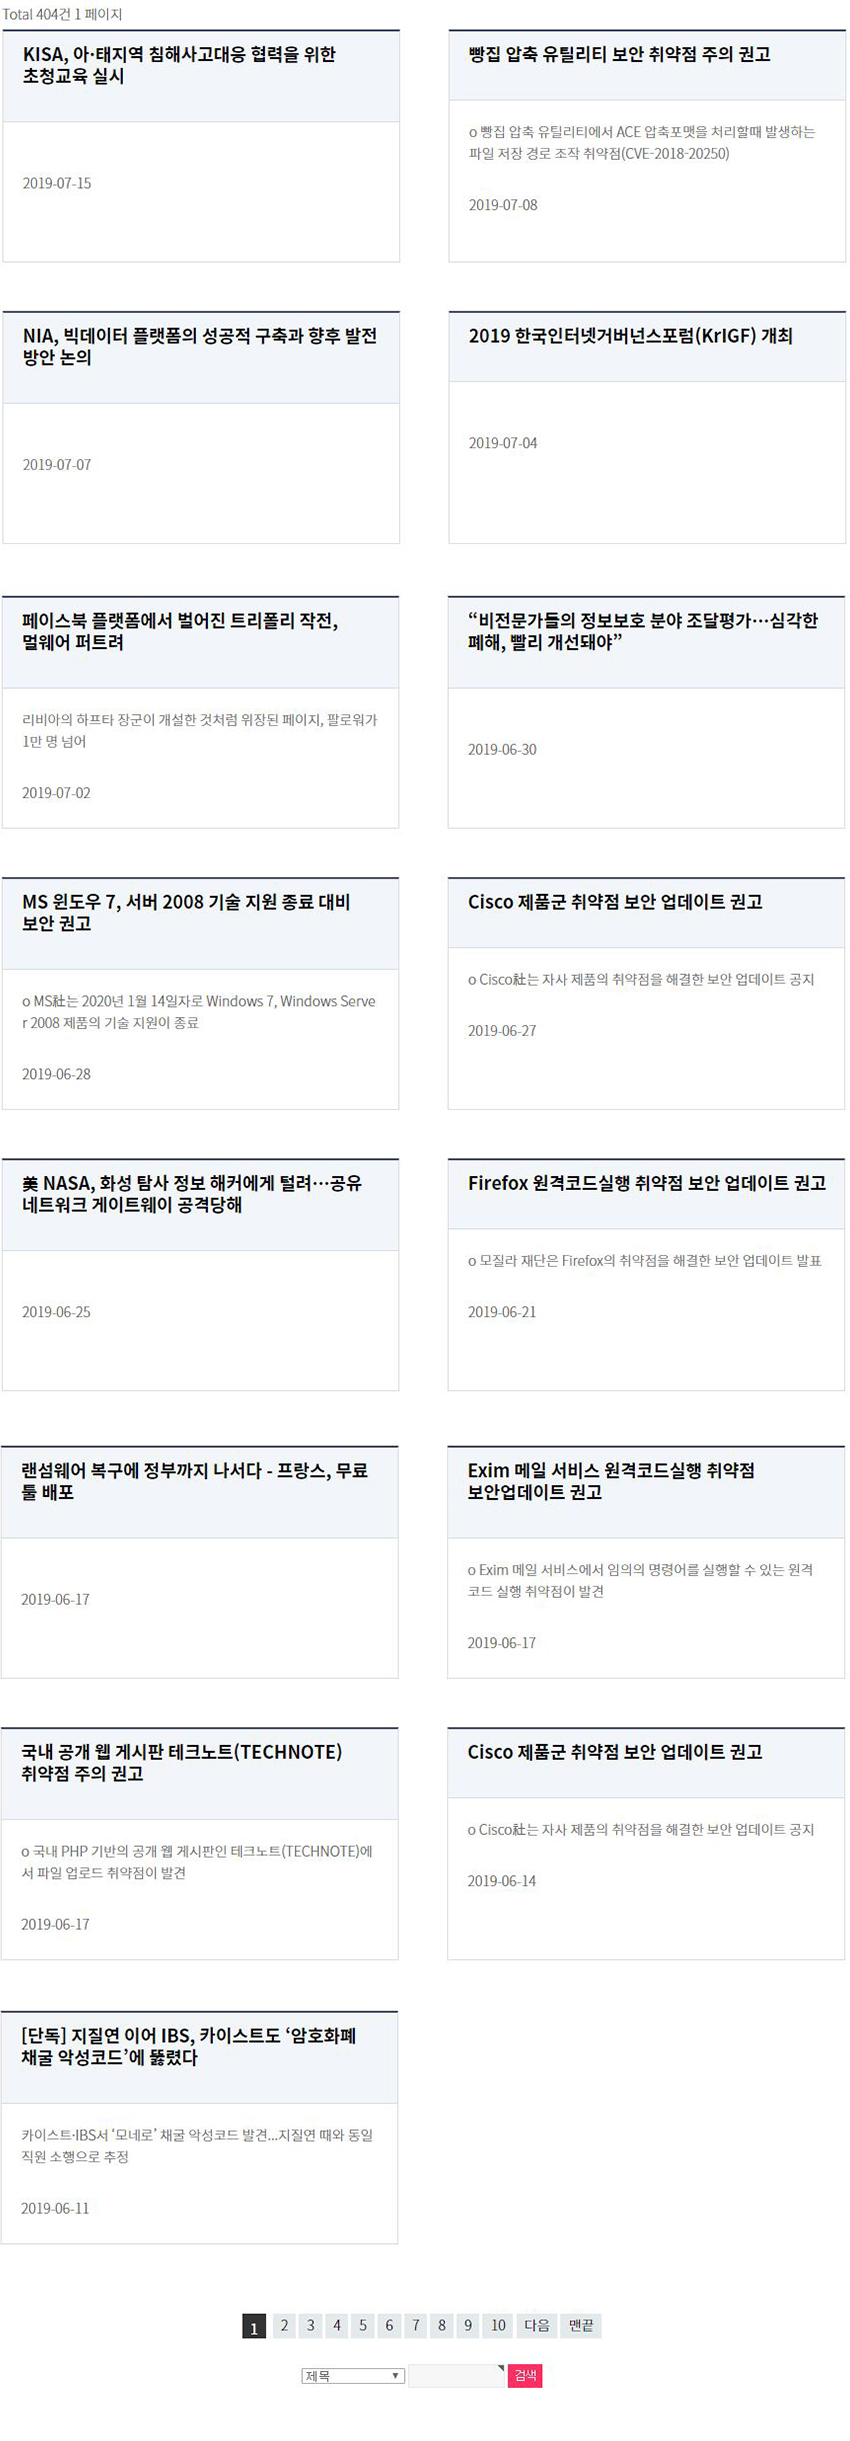 Total 404건 1 페이지
KISA, 아·태지역 침해사고대응 협력을 위한
초청교육 실시
2019-07-15
빵집 압축 유틸리티 보안 취약점 주의 권고
o 빵집 압축 유틸리티에서 ACE 압축포맷을 처리할때 발생하는
파일 저장 경로 조작 취약점(CVE-2018-20250)
2019-07-08
NIA, 빅데이터 플랫폼의 성공적 구축과 향후 발전
방안 논의
2019-07-07
2019 한국인터넷거버넌스포럼(KrIGF) 개최
2019-07-04
페이스북 플랫폼에서 벌어진 트리폴리 작전,
멀웨어 퍼트려
리비아의 하프타 장군이 개설한 것처럼 위장된 페이지, 팔로워가
1만 명 넘어
2019-07-02
“비전문가들의 정보보호 분야 조달평가…심각한
폐해, 빨리 개선돼야”
2019-06-30
MS 윈도우 7, 서버 2008 기술 지원 종료 대비
보안 권고
o MS社는 2020년 1월 14일자로 Windows 7, Windows Serve
r 2008 제품의 기술 지원이 종료
2019-06-28
Cisco 제품군 취약점 보안 업데이트 권고
o Cisco社는 자사 제품의 취약점을 해결한 보안 업데이트 공지
2019-06-27
美 NASA, 화성 탐사 정보 해커에게 털려…공유
네트워크 게이트웨이 공격당해
2019-06-25
Firefox 원격코드실행 취약점 보안 업데이트 권고
o 모질라 재단은 Firefox의 취약점을 해결한 보안 업데이트 발표
2019-06-21
랜섬웨어 복구에 정부까지 나서다 - 프랑스, 무료
툴 배포
2019-06-17
Exim 메일 서비스 원격코드실행 취약점
보안업데이트 권고
o Exim 메일 서비스에서 임의의 명령어를 실행할 수 있는 원격
코드 실행 취약점이 발견
2019-06-17
국내 공개 웹 게시판 테크노트(TECHNOTE)
취약점 주의 권고
o 국내 PHP 기반의 공개 웹 게시판인 테크노트(TECHNOTE)에
서 파일 업로드 취약점이 발견
2019-06-17
Cisco 제품군 취약점 보안 업데이트 권고
o Cisco社는 자사 제품의 취약점을 해결한 보안 업데이트 공지
2019-06-14
[단독] 지질연 이어 IBS, 카이스트도 ‘암호화폐
채굴 악성코드’에 뚫렸다
카이스트·IBS서 ‘모네로’ 채굴 악성코드 발견...지질연 때와 동일
직원 소행으로 추정
2019-06-11
1 2 3 4 5 6 7 8 9 10 다음 맨끝
제목 검색